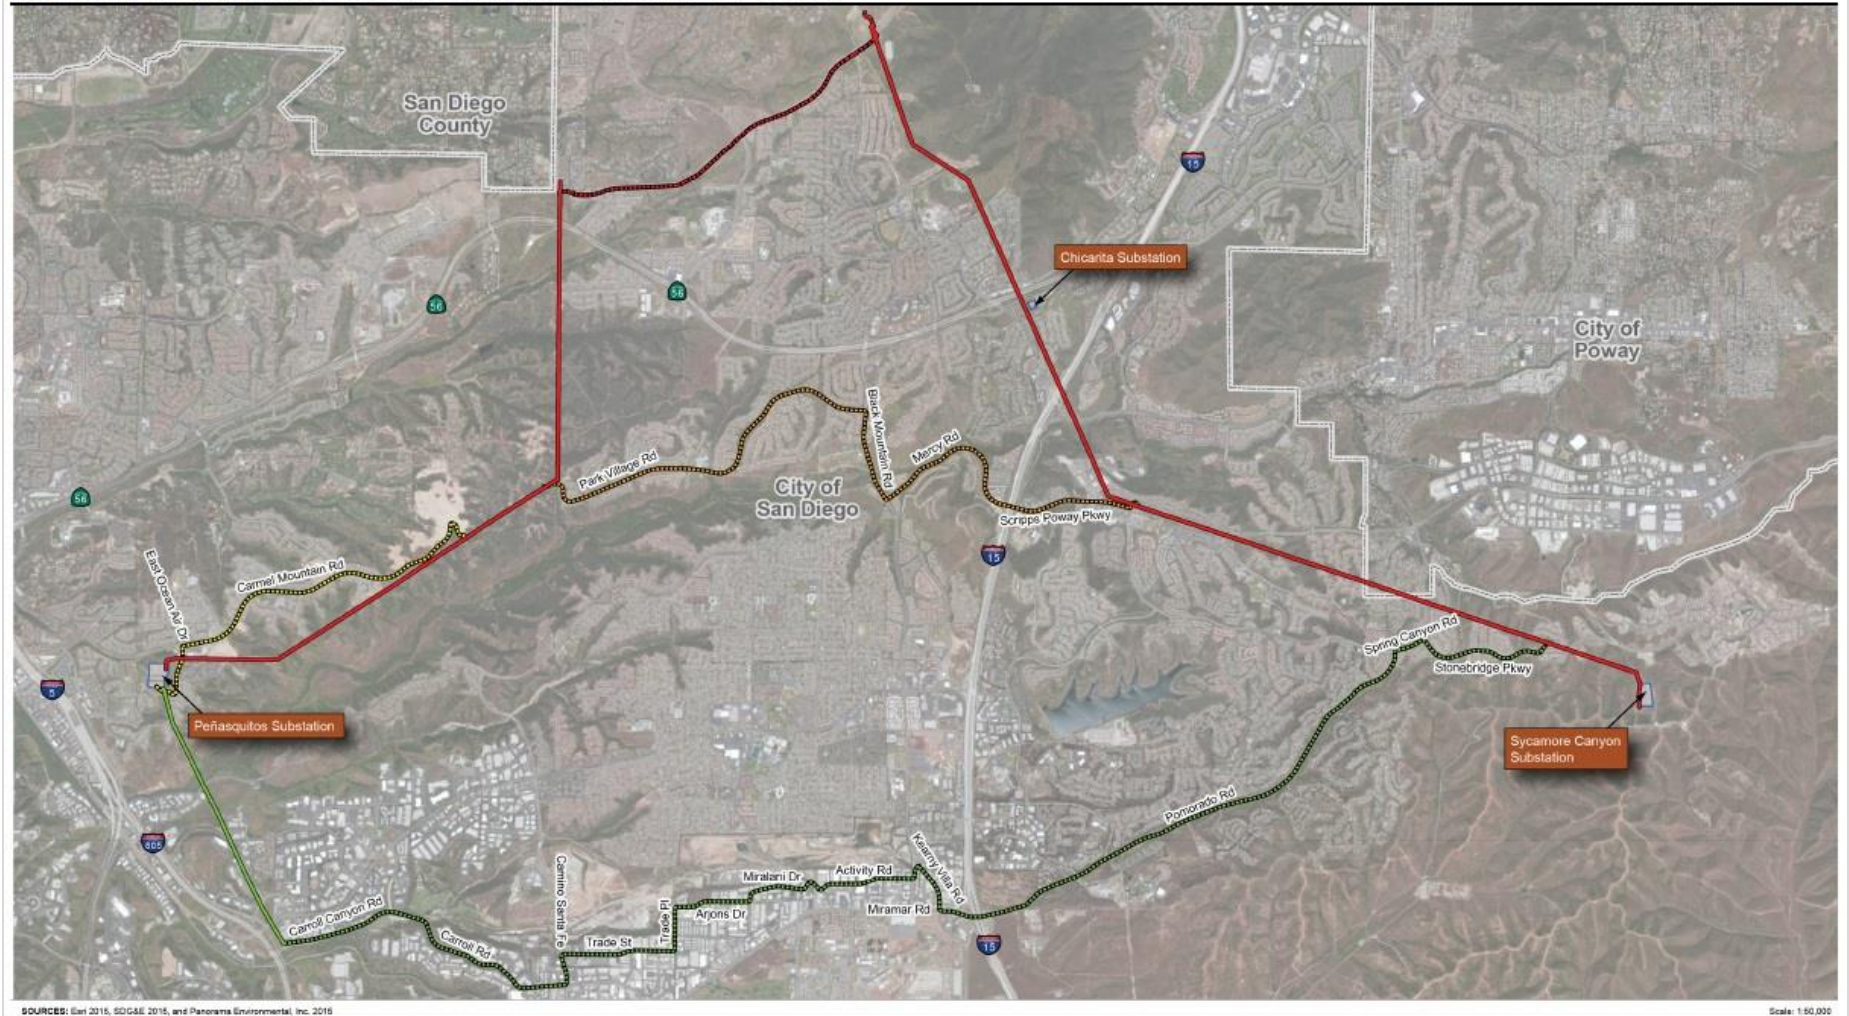 San Diego
County
15
Chicarita Substation
56
56
City of
Poway
Black Mountain Rd
Mercy Rd
Park Village Rd
56
City of
San Diego
Scripps Poway Pkwy
15
East Ocean Air Dr
Carmel Mountain Rd
Spring Canyon Rd
Stonebridge Pkwy
5
Peñasquitos Substation
Sycamore Canyon
Substation
Pomorado Rd
805
Kearny Villa Rd
Activity Rd
Miralani Dr
Camino Santa Fe
Miramar Rd
Arjons Dr
Trade Pl
Carroll Canyon Rd
Trade St
Carroll Rd
15
SOURCES: Esri 2015, SDG&E 2015, and Panorama Environmental, Inc. 2015
Scale: 1:50,000